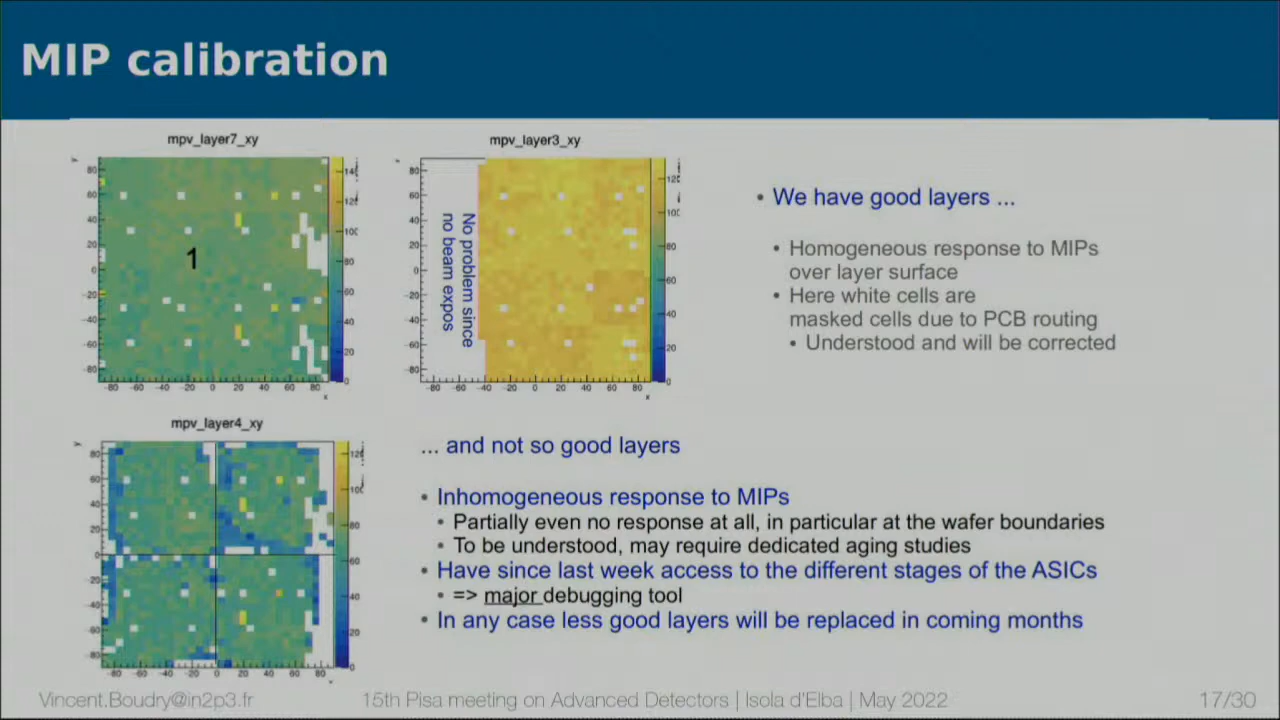 MIP calibration
mpv_layer7_xy
mpv_layer3_xy
1
No problem since
no beam expos
• We have good layers ...
• Homogeneous response to MIPs
over layer surface
• Here white cells are
masked cells due to PCB routing
• Understood and will be corrected
mpv_layer4_xy
... and not so good layers
• Inhomogeneous response to MIPs
• Partially even no response at all, in particular at the wafer boundaries
• To be understood, may require dedicated aging studies
• Have since last week access to the different stages of the ASICs
• => major debugging tool
• In any case less good layers will be replaced in coming months
Vincent.Boudry@in2p3.fr
15th Pisa meeting on Advanced Detectors | Isola d'Elba | May 2022
17/30